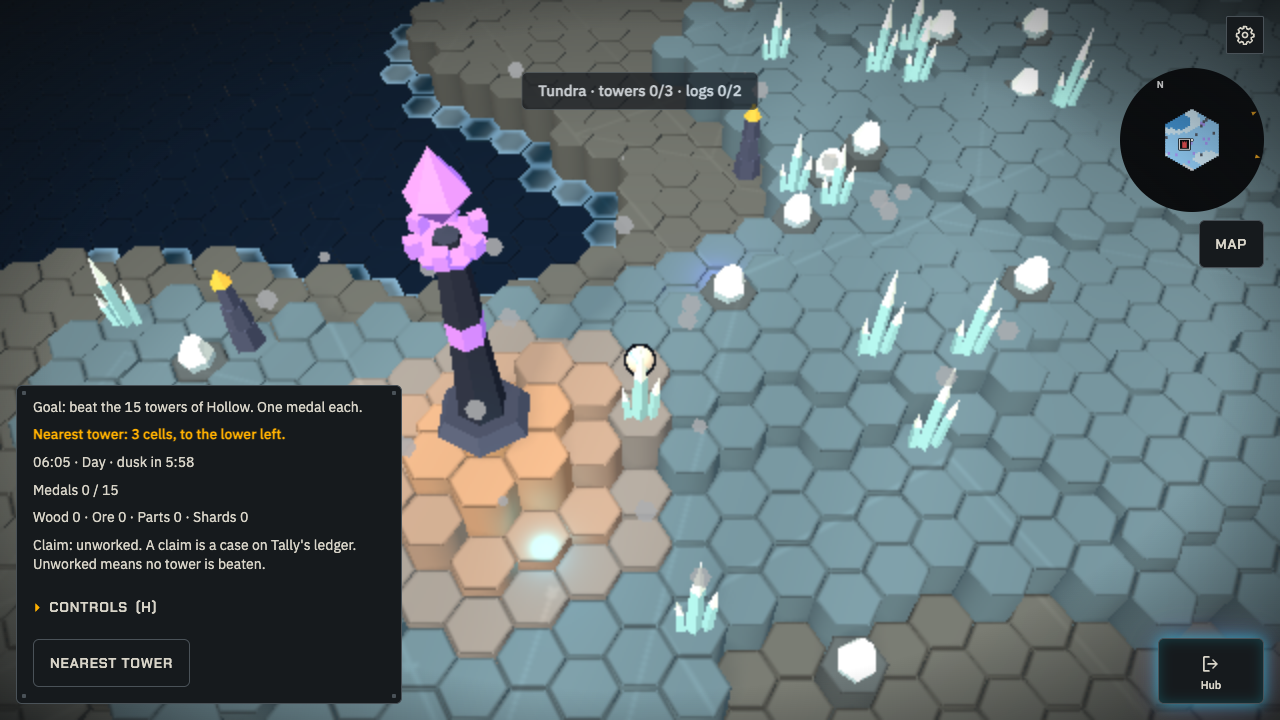 Tundra · towers 0/3 · logs 0/2
N
MAP
Goal: beat the 15 towers of Hollow. One medal each.
Nearest tower: 3 cells, to the lower left.
06:05 · Day · dusk in 5:58
Medals 0 / 15
Wood 0 · Ore 0 · Parts 0 · Shards 0
Claim: unworked. A claim is a case on Tally's ledger.
Unworked means no tower is beaten.
CONTROLS (H)
NEAREST TOWER
Hub